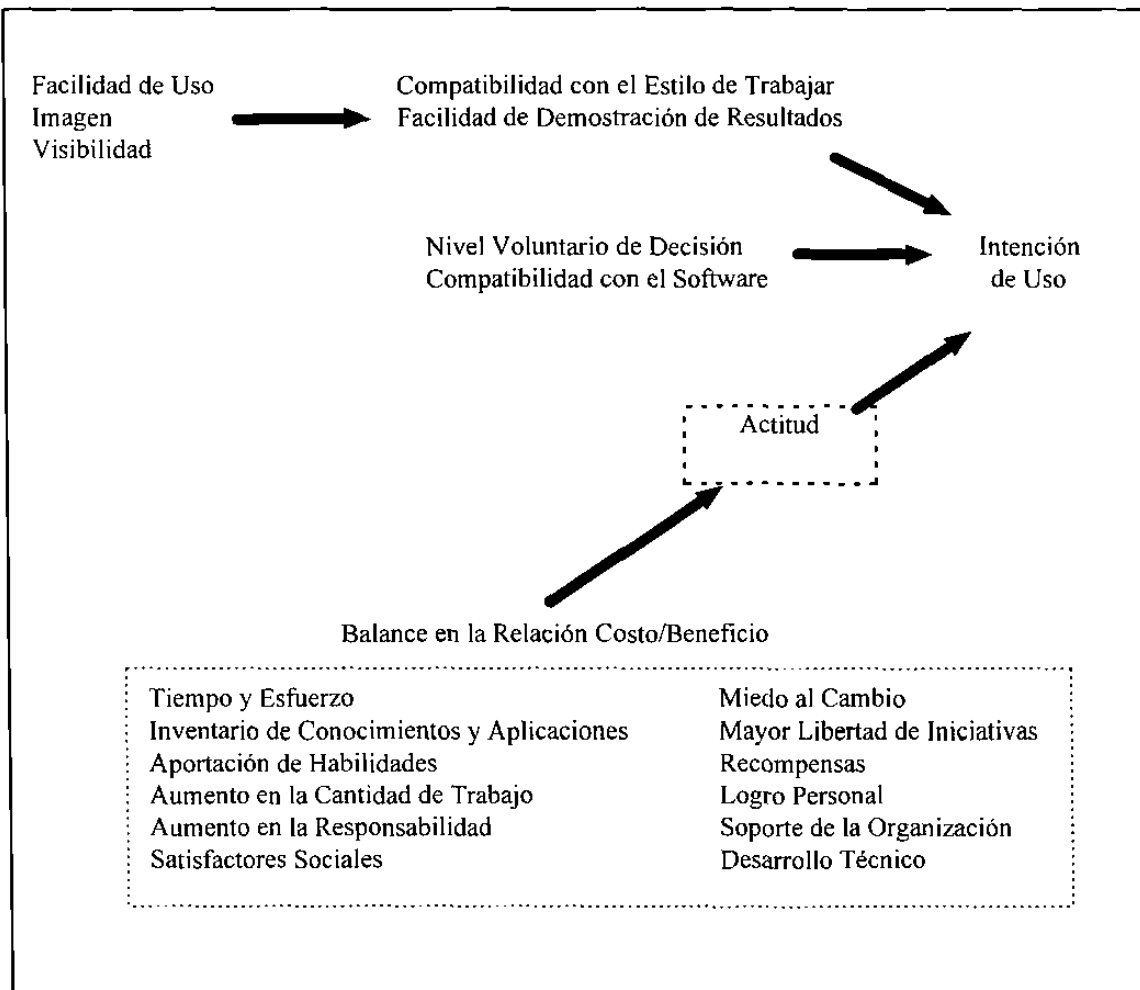 Facilidad de Uso
Imagen
Visibilidad
Compatibilidad con el Estilo de Trabajar
Facilidad de Demostración de Resultados
Nivel Voluntario de Decisión
Compatibilidad con el Software
Intención
de Uso
Actitud
Balance en la Relación Costo/Beneficio
Tiempo y Esfuerzo
Inventario de Conocimientos y Aplicaciones
Aportación de Habilidades
Aumento en la Cantidad de Trabajo
Aumento en la Responsabilidad
Satisfactores Sociales
Miedo al Cambio
Mayor Libertad de Iniciativas
Recompensas
Logro Personal
Soporte de la Organización
Desarrollo Técnico